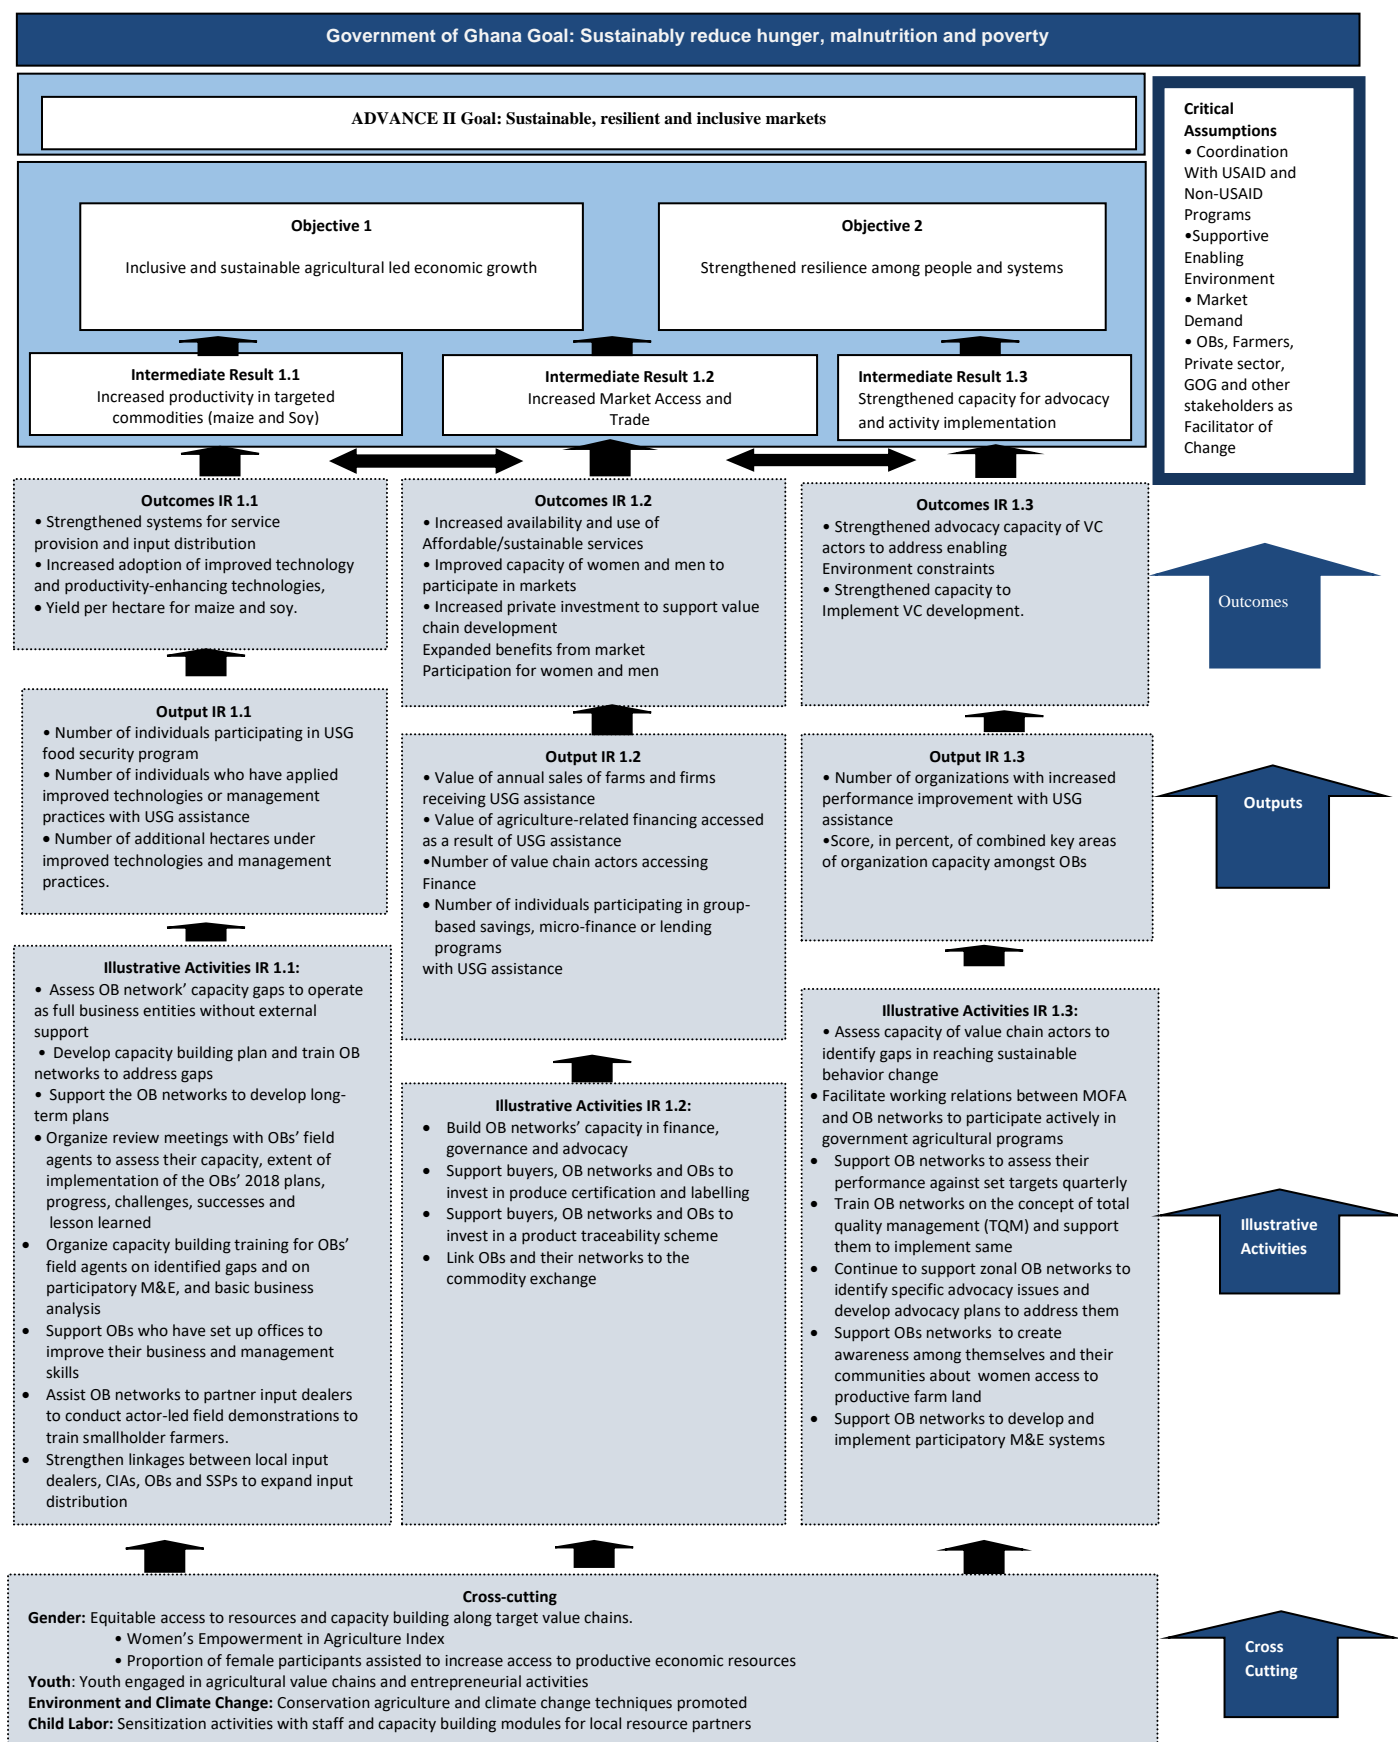 Government of Ghana Goal: Sustainably reduce hunger, malnutrition and poverty
ADVANCE II Goal: Sustainable, resilient and inclusive markets
Critical
Assumptions
• Coordination
With USAID and
Non-USAID
Programs
•Supportive
Enabling
Environment
• Market
Demand
• OBs, Farmers,
Private sector,
GOG and other
stakeholders as
Facilitator of
Change
Objective 1
Inclusive and sustainable agricultural led economic growth
Objective 2
Strengthened resilience among people and systems
Intermediate Result 1.1
Increased productivity in targeted
commodities (maize and Soy)
Intermediate Result 1.2
Increased Market Access and
Trade
Intermediate Result 1.3
Strengthened capacity for advocacy
and activity implementation
Outcomes IR 1.1
• Strengthened systems for service
provision and input distribution
• Increased adoption of improved technology
and productivity-enhancing technologies,
• Yield per hectare for maize and soy.
Outcomes IR 1.2
• Increased availability and use of
Affordable/sustainable services
• Improved capacity of women and men to
participate in markets
• Increased private investment to support value
chain development
Expanded benefits from market
Participation for women and men
Outcomes IR 1.3
• Strengthened advocacy capacity of VC
actors to address enabling
Environment constraints
• Strengthened capacity to
Implement VC development.
Outcomes
Output IR 1.1
• Number of individuals participating in USG
food security program
• Number of individuals who have applied
improved technologies or management
practices with USG assistance
• Number of additional hectares under
improved technologies and management
practices.
Output IR 1.2
• Value of annual sales of farms and firms
receiving USG assistance
• Value of agriculture-related financing accessed
as a result of USG assistance
•Number of value chain actors accessing
Finance
• Number of individuals participating in group-
based savings, micro-finance or lending
programs
with USG assistance
Output IR 1.3
• Number of organizations with increased
performance improvement with USG
assistance
•Score, in percent, of combined key areas
of organization capacity amongst OBs
Outputs
Illustrative Activities IR 1.1:
• Assess OB network’ capacity gaps to operate
as full business entities without external
support
• Develop capacity building plan and train OB
networks to address gaps
• Support the OB networks to develop long-
term plans
• Organize review meetings with OBs’ field
agents to assess their capacity, extent of
implementation of the OBs’ 2018 plans,
progress, challenges, successes and
lesson learned
• Organize capacity building training for OBs’
field agents on identified gaps and on
participatory M&E, and basic business
analysis
• Support OBs who have set up offices to
improve their business and management
skills
• Assist OB networks to partner input dealers
to conduct actor-led field demonstrations to
train smallholder farmers.
• Strengthen linkages between local input
dealers, CIAs, OBs and SSPs to expand input
distribution
Illustrative Activities IR 1.2:
• Build OB networks’ capacity in finance,
governance and advocacy
• Support buyers, OB networks and OBs to
invest in produce certification and labelling
• Support buyers, OB networks and OBs to
invest in a product traceability scheme
• Link OBs and their networks to the
commodity exchange
Illustrative Activities IR 1.3:
• Assess capacity of value chain actors to
identify gaps in reaching sustainable
behavior change
• Facilitate working relations between MOFA
and OB networks to participate actively in
government agricultural programs
• Support OB networks to assess their
performance against set targets quarterly
• Train OB networks on the concept of total
quality management (TQM) and support
them to implement same
• Continue to support zonal OB networks to
identify specific advocacy issues and
develop advocacy plans to address them
• Support OBs networks to create
awareness among themselves and their
communities about women access to
productive farm land
• Support OB networks to develop and
implement participatory M&E systems
Illustrative
Activities
Cross-cutting
Gender: Equitable access to resources and capacity building along target value chains.
• Women’s Empowerment in Agriculture Index
• Proportion of female participants assisted to increase access to productive economic resources
Youth: Youth engaged in agricultural value chains and entrepreneurial activities
Environment and Climate Change: Conservation agriculture and climate change techniques promoted
Child Labor: Sensitization activities with staff and capacity building modules for local resource partners
Cross
Cutting